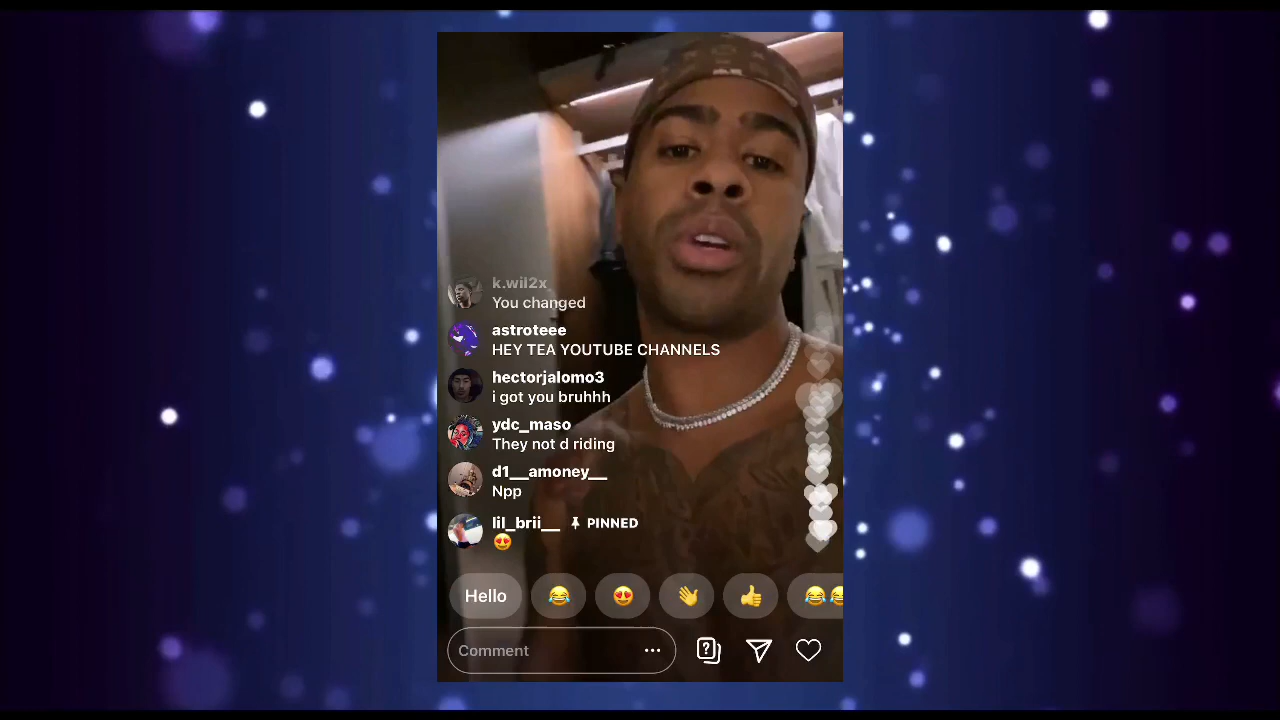 k.wil2x
You changed
astroteee
HEY TEA YOUTUBE CHANNELS
hectorjalomo3
i got you bruhhh
ydc_maso
They not d riding
d1__amoney__
Npp
lil_brii__ PINNED
😍
Hello 😂 😍 👋 👍 😂😂
Comment